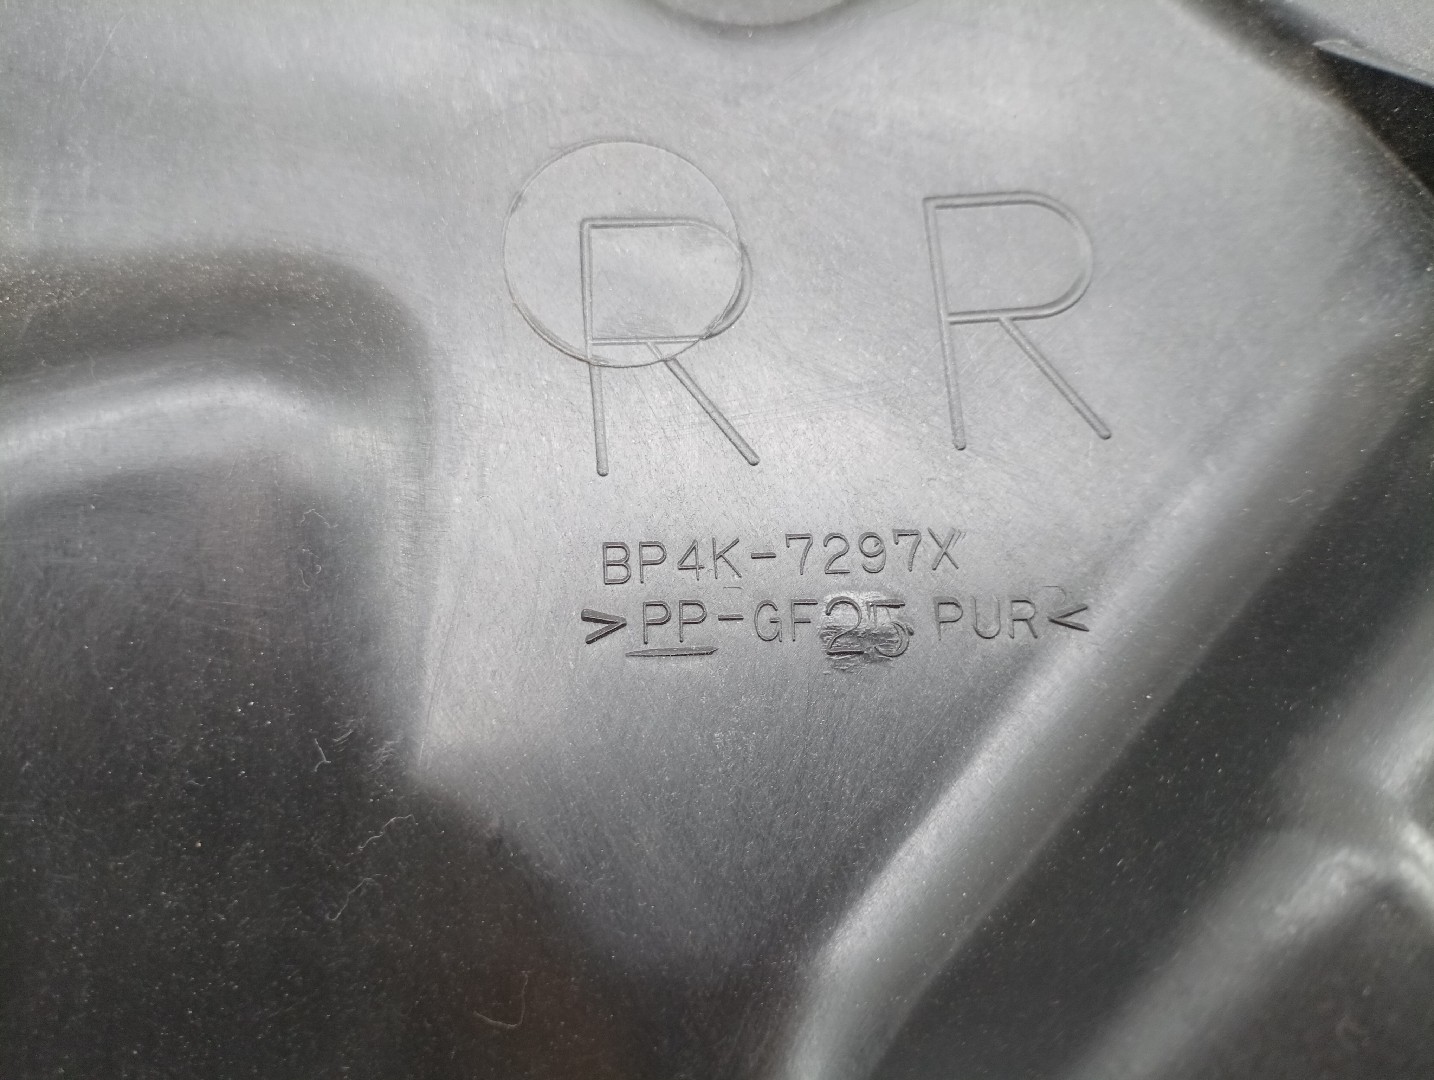 R R
BP4K-7297X
>PP-GF25 PUR<